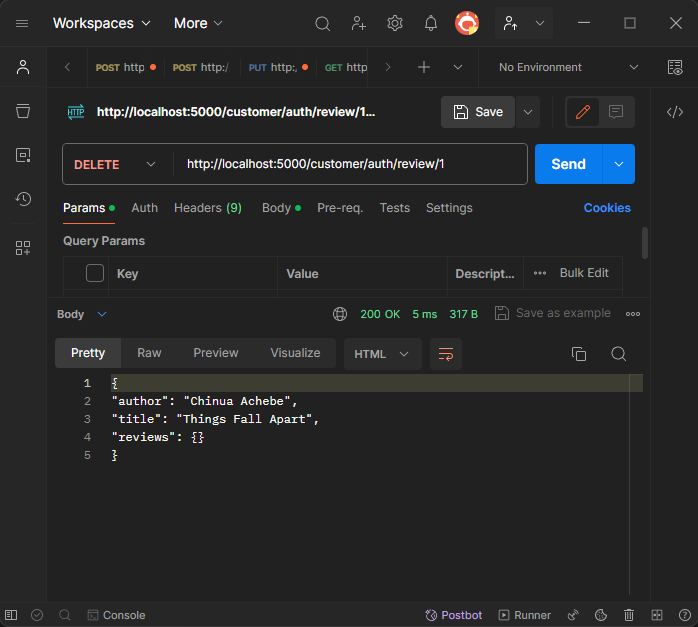 Workspaces More
POST http POST http:/ PUT http:, GET http No Environment
HTTP http://localhost:5000/customer/auth/review/1... Save
DELETE http://localhost:5000/customer/auth/review/1 Send
Params Auth Headers (9) Body Pre-req. Tests Settings Cookies
Query Params
Key Value Descript... Bulk Edit
Body 200 OK 5 ms 317 B Save as example
Pretty Raw Preview Visualize HTML
1 {
2 "author": "Chinua Achebe",
3 "title": "Things Fall Apart",
4 "reviews": {}
5 }
Console Postbot Runner